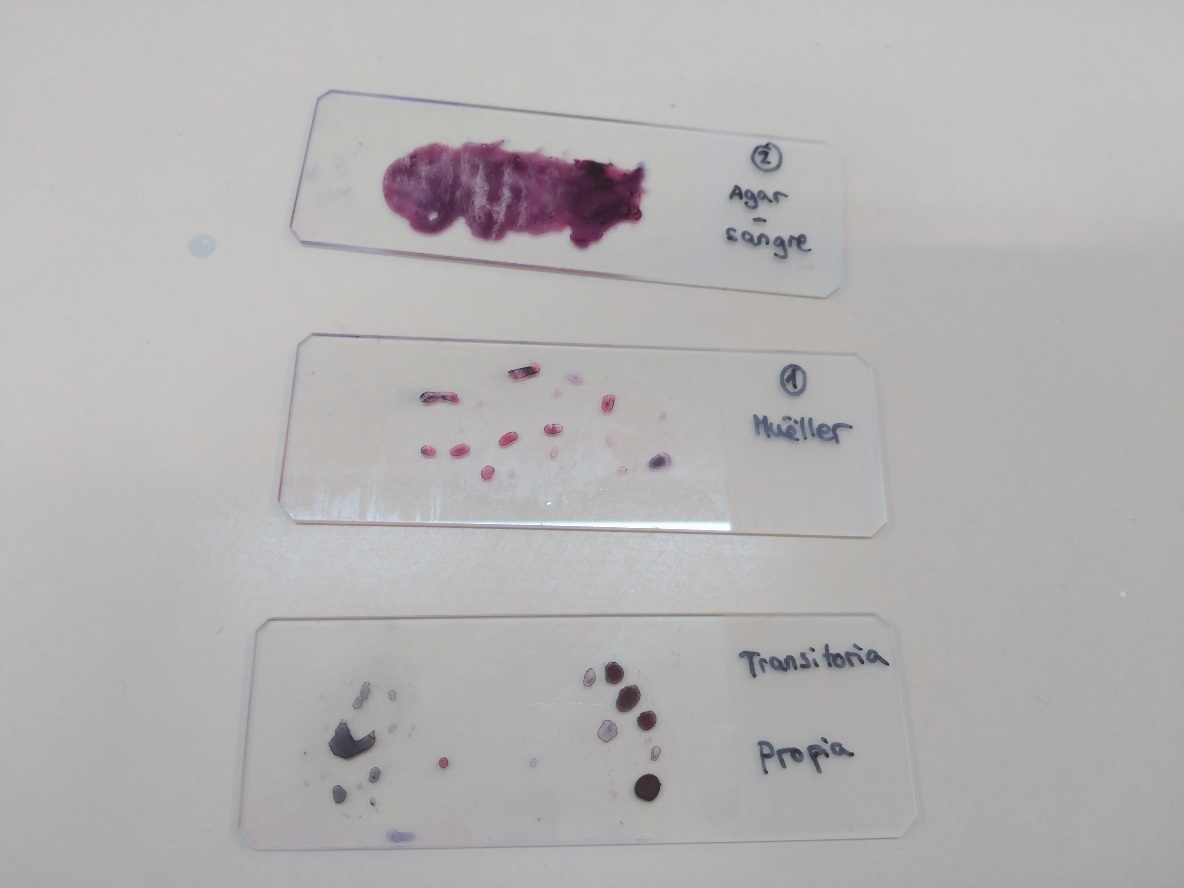 ②
Agar
-
sangre
①
Muëller
Transitoria
Propia